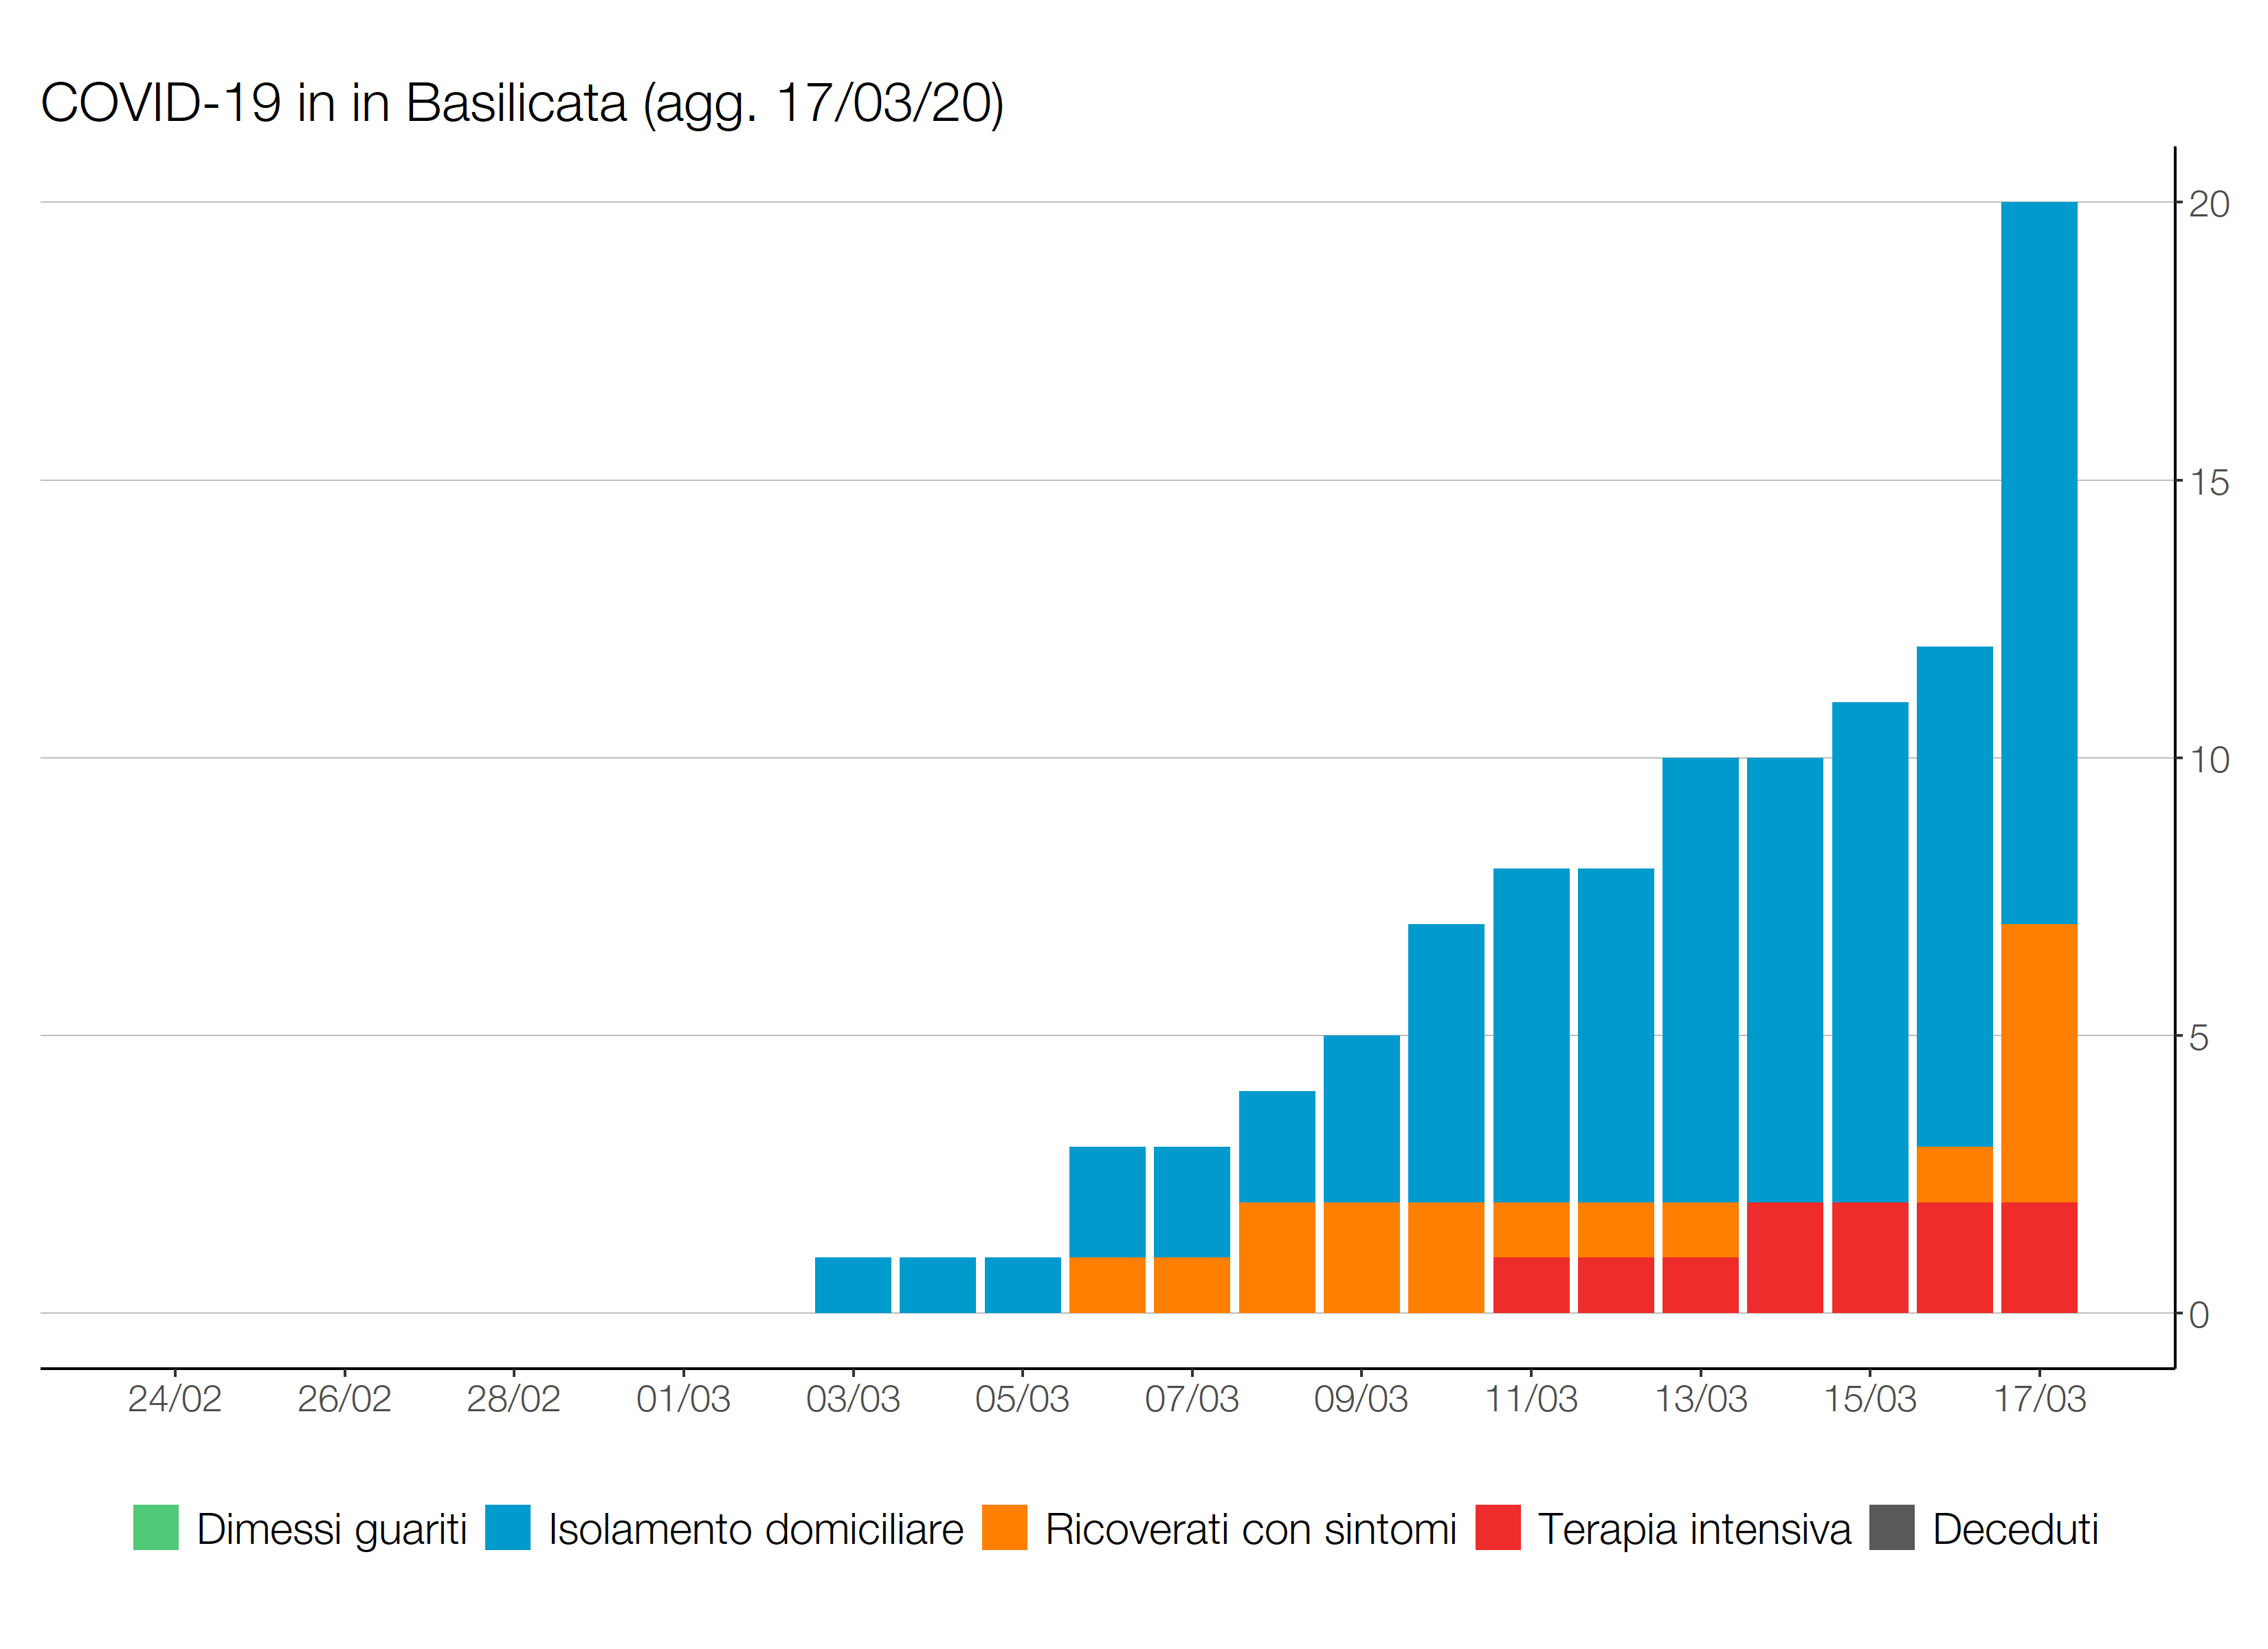 COVID-19 in in Basilicata (agg. 17/03/20)
20
15
10
5
0
24/02 26/02 28/02 01/03 03/03 05/03 07/03 09/03 11/03 13/03 15/03 17/03
Dimessi guariti Isolamento domiciliare Ricoverati con sintomi Terapia intensiva Deceduti